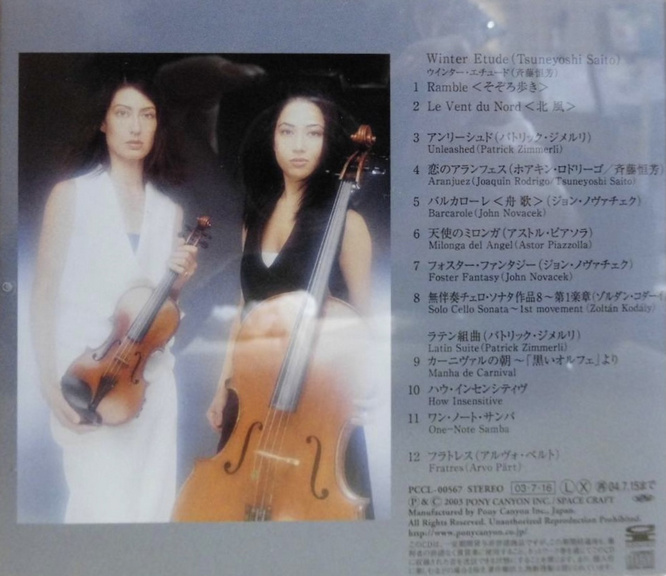 Winter Etude (Tsuneyoshi Saito)
ウインター・エチュード(斉藤恒芳)
1 Ramble <そぞろ歩き>
2 Le Vent du Nord <北 風>
3 アンリーシュド(パトリック・ジメルリ)
Unleashed (Patrick Zimmerli)
4 恋のアランフェス(ホアキン・ロドリーゴ/斉藤恒芳)
Aranjuez (Joaquin Rodrigo/Tsuneyoshi Saito)
5 バルカローレ<舟 歌>(ジョン・ノヴァチェク)
Barcarole (John Novacek)
6 天使のミロンガ(アストル・ピアソラ)
Milonga del Angel (Astor Piazzolla)
7 フォスター・ファンタジー(ジョン・ノヴァチェク)
Foster Fantasy (John Novacek)
8 無伴奏チェロ・ソナタ作品8〜第1楽章(ゾルダン・コダーイ)
Solo Cello Sonata〜1st movement (Zoltán Kodály)
ラテン組曲(パトリック・ジメルリ)
Latin Suite (Patrick Zimmerli)
9 カーニヴァルの朝〜「黒いオルフェ」より
Manha de Carnival
10 ハウ・インセンシティヴ
How Insensitive
11 ワン・ノート・サンバ
One-Note Samba
12 フラトレス(アルヴォ・ペルト)
Fratres (Arvo Pärt)
PCCL-00567 STEREO 03・7・16 L X 再 04.7.15まで
P & C 2003 PONY CANYON INC. / SPACE CRAFT
Manufactured by Pony Canyon Inc., Japan.
All Rights Reserved. Unauthorized Reproduction Prohibited.
http://www.ponycanyon.co.jp/